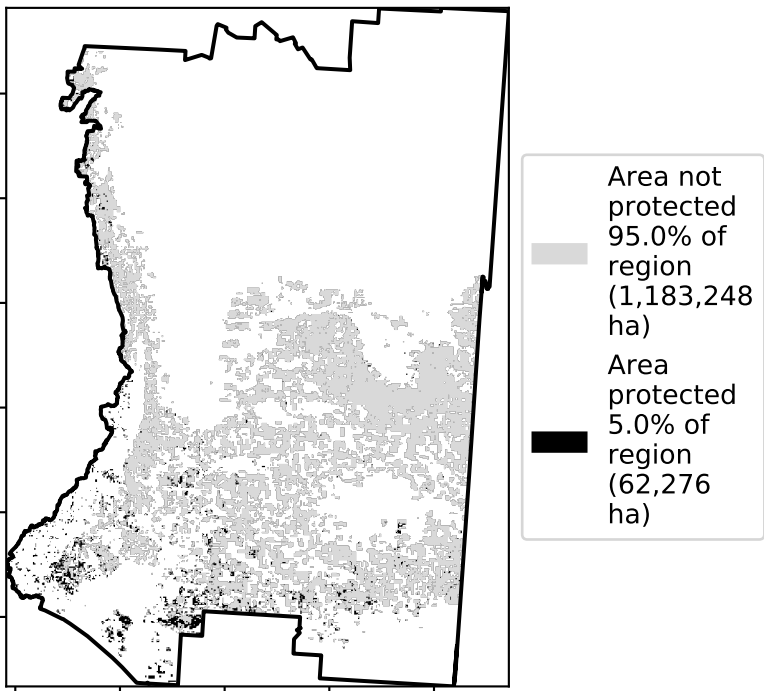 Area not
protected
95.0% of
region
(1,183,248
ha)
Area
protected
5.0% of
region
(62,276
ha)